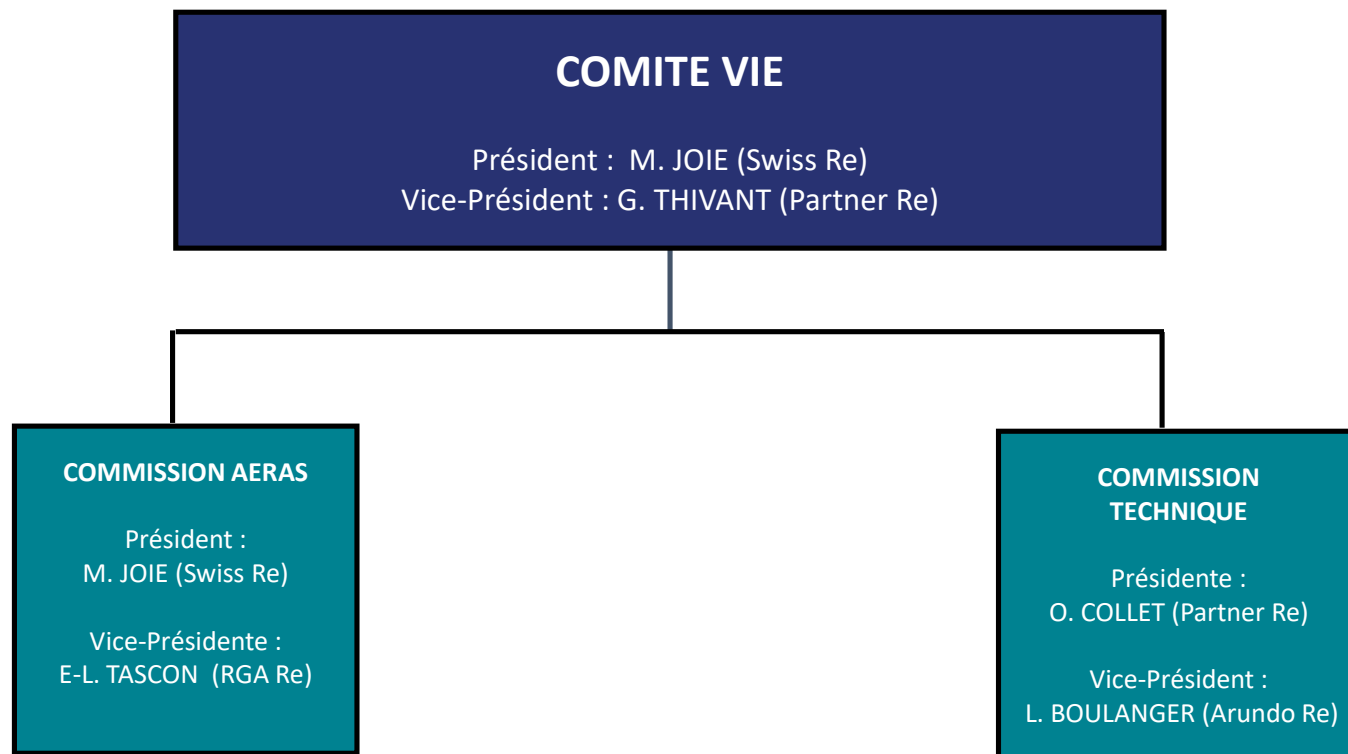 COMITE VIE
Président : M. JOIE (Swiss Re)
Vice-Président : G. THIVANT (Partner Re)
COMMISSION AERAS
Président :
M. JOIE (Swiss Re)
Vice-Présidente :
E-L. TASCON (RGA Re)
COMMISSION
TECHNIQUE
Présidente :
O. COLLET (Partner Re)
Vice-Président :
L. BOULANGER (Arundo Re)